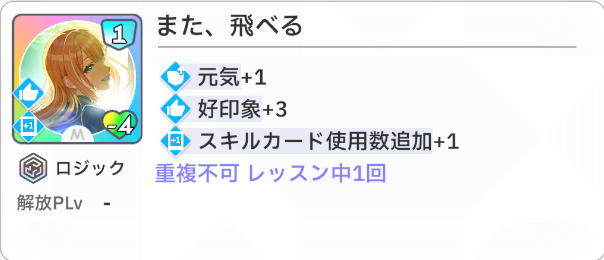 また、飛べる
1
元気+1
好印象+3
+1
-4
スキルカード使用数追加+1
M
ロジック
重複不可 レッスン中1回
解放PLv -